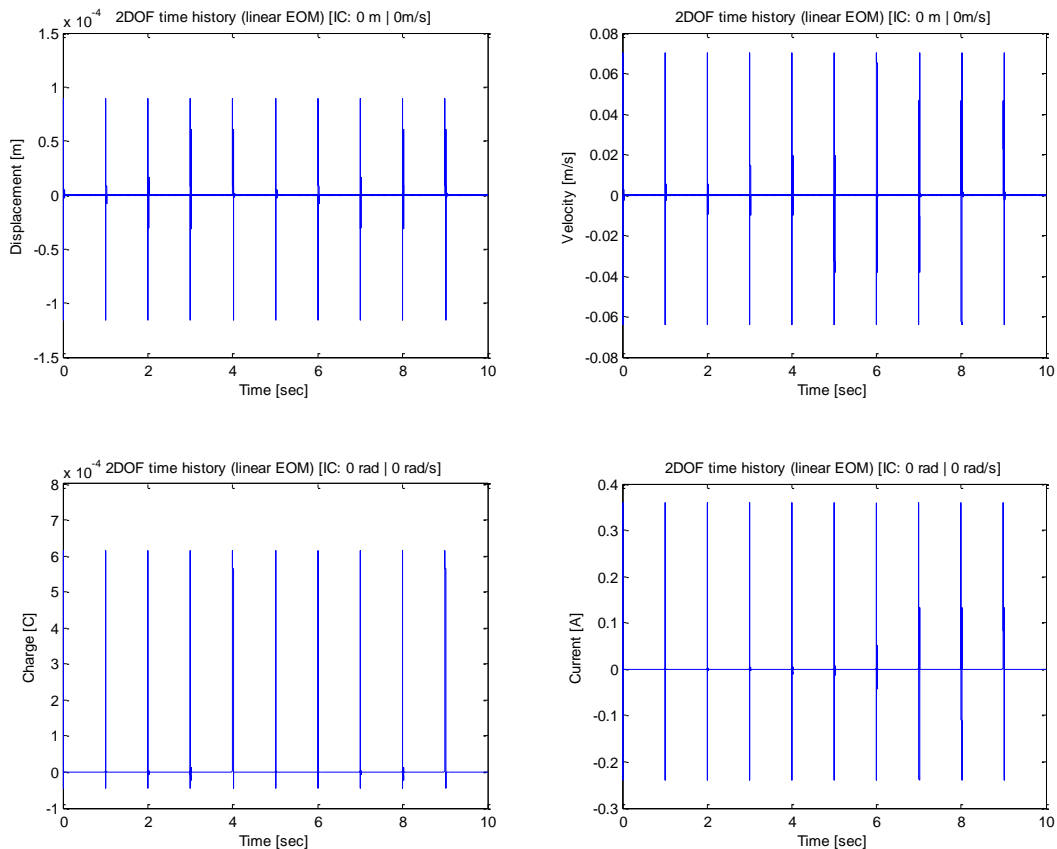 2DOF time history (linear EOM) [IC: 0 m | 0m/s]
x 10-4
1.5
1
0.5
0
-0.5
-1
-1.5
Displacement [m]
0 2 4 6 8 10
Time [sec]
2DOF time history (linear EOM) [IC: 0 m | 0m/s]
0.08
0.06
0.04
0.02
0
-0.02
-0.04
-0.06
-0.08
Velocity [m/s]
0 2 4 6 8 10
Time [sec]
2DOF time history (linear EOM) [IC: 0 rad | 0 rad/s]
x 10-4
8
7
6
5
4
3
2
1
0
-1
Charge [C]
0 2 4 6 8 10
Time [sec]
2DOF time history (linear EOM) [IC: 0 rad | 0 rad/s]
0.4
0.3
0.2
0.1
0
-0.1
-0.2
-0.3
Current [A]
0 2 4 6 8 10
Time [sec]